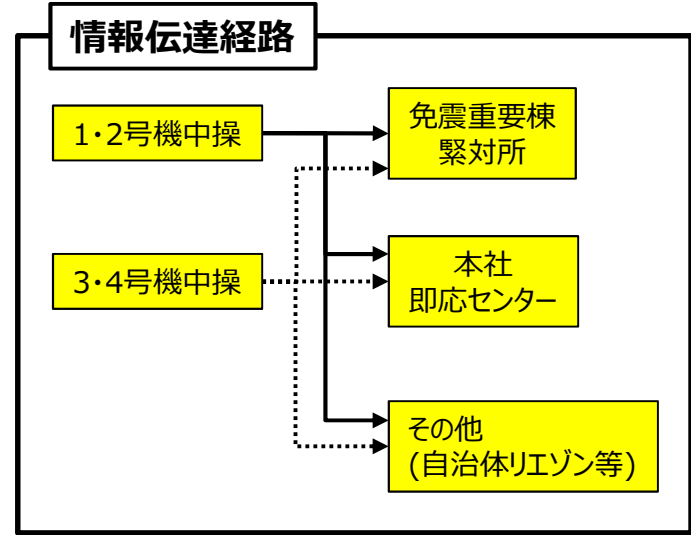 情報伝達経路
1・2号機中操
免震重要棟
緊対所
3・4号機中操
本社
即応センター
その他
(自治体リエゾン等)